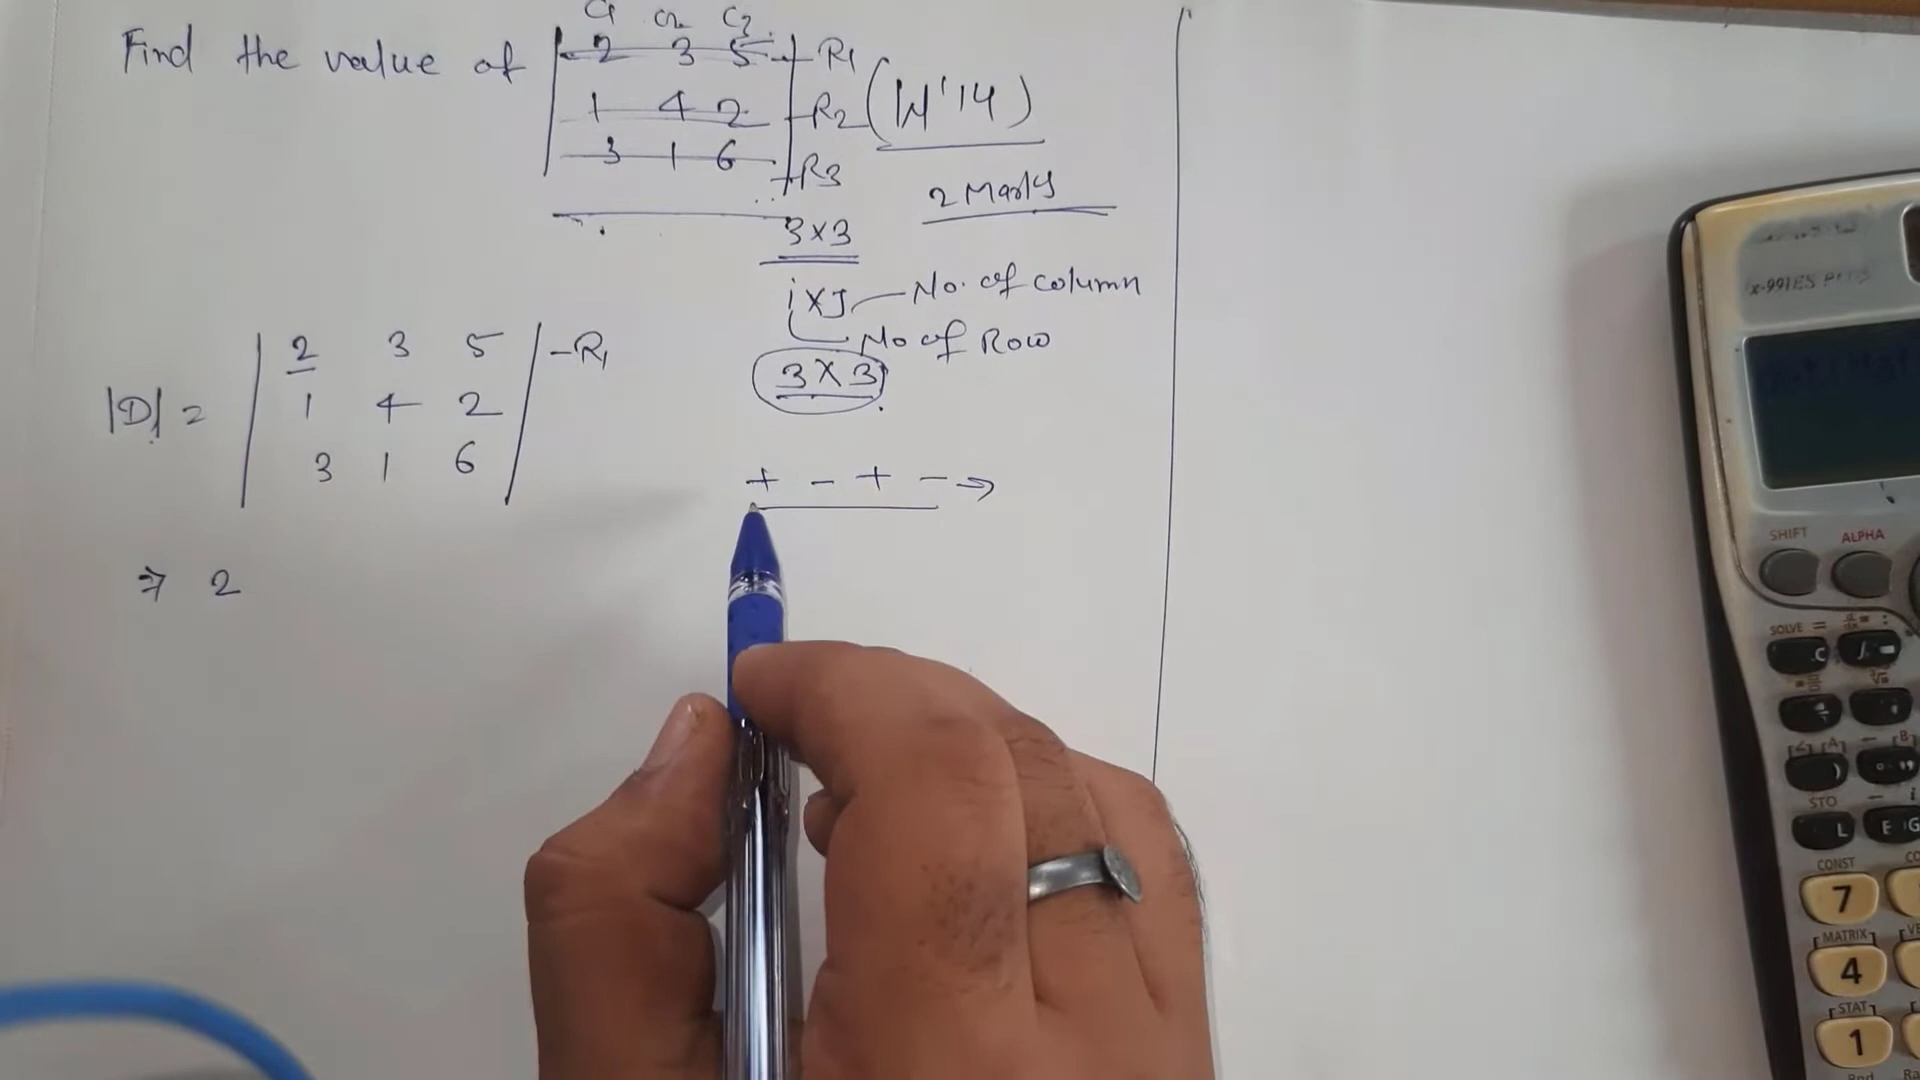 C1 C2 C3
Find the value of | 2 3 5 | R1 (W'14)
1 4 2 R2
3 1 6 R3
2 Marks
3×3
i×J No. of column
No of Row
3×3
|D| = | 2 3 5 | -R1
1 4 2
3 1 6
+ - + - →
⇒ 2
x-991ES PLUS
SHIFT ALPHA
SOLVE =
STO
CONST
7
MATRIX
4
STAT
1